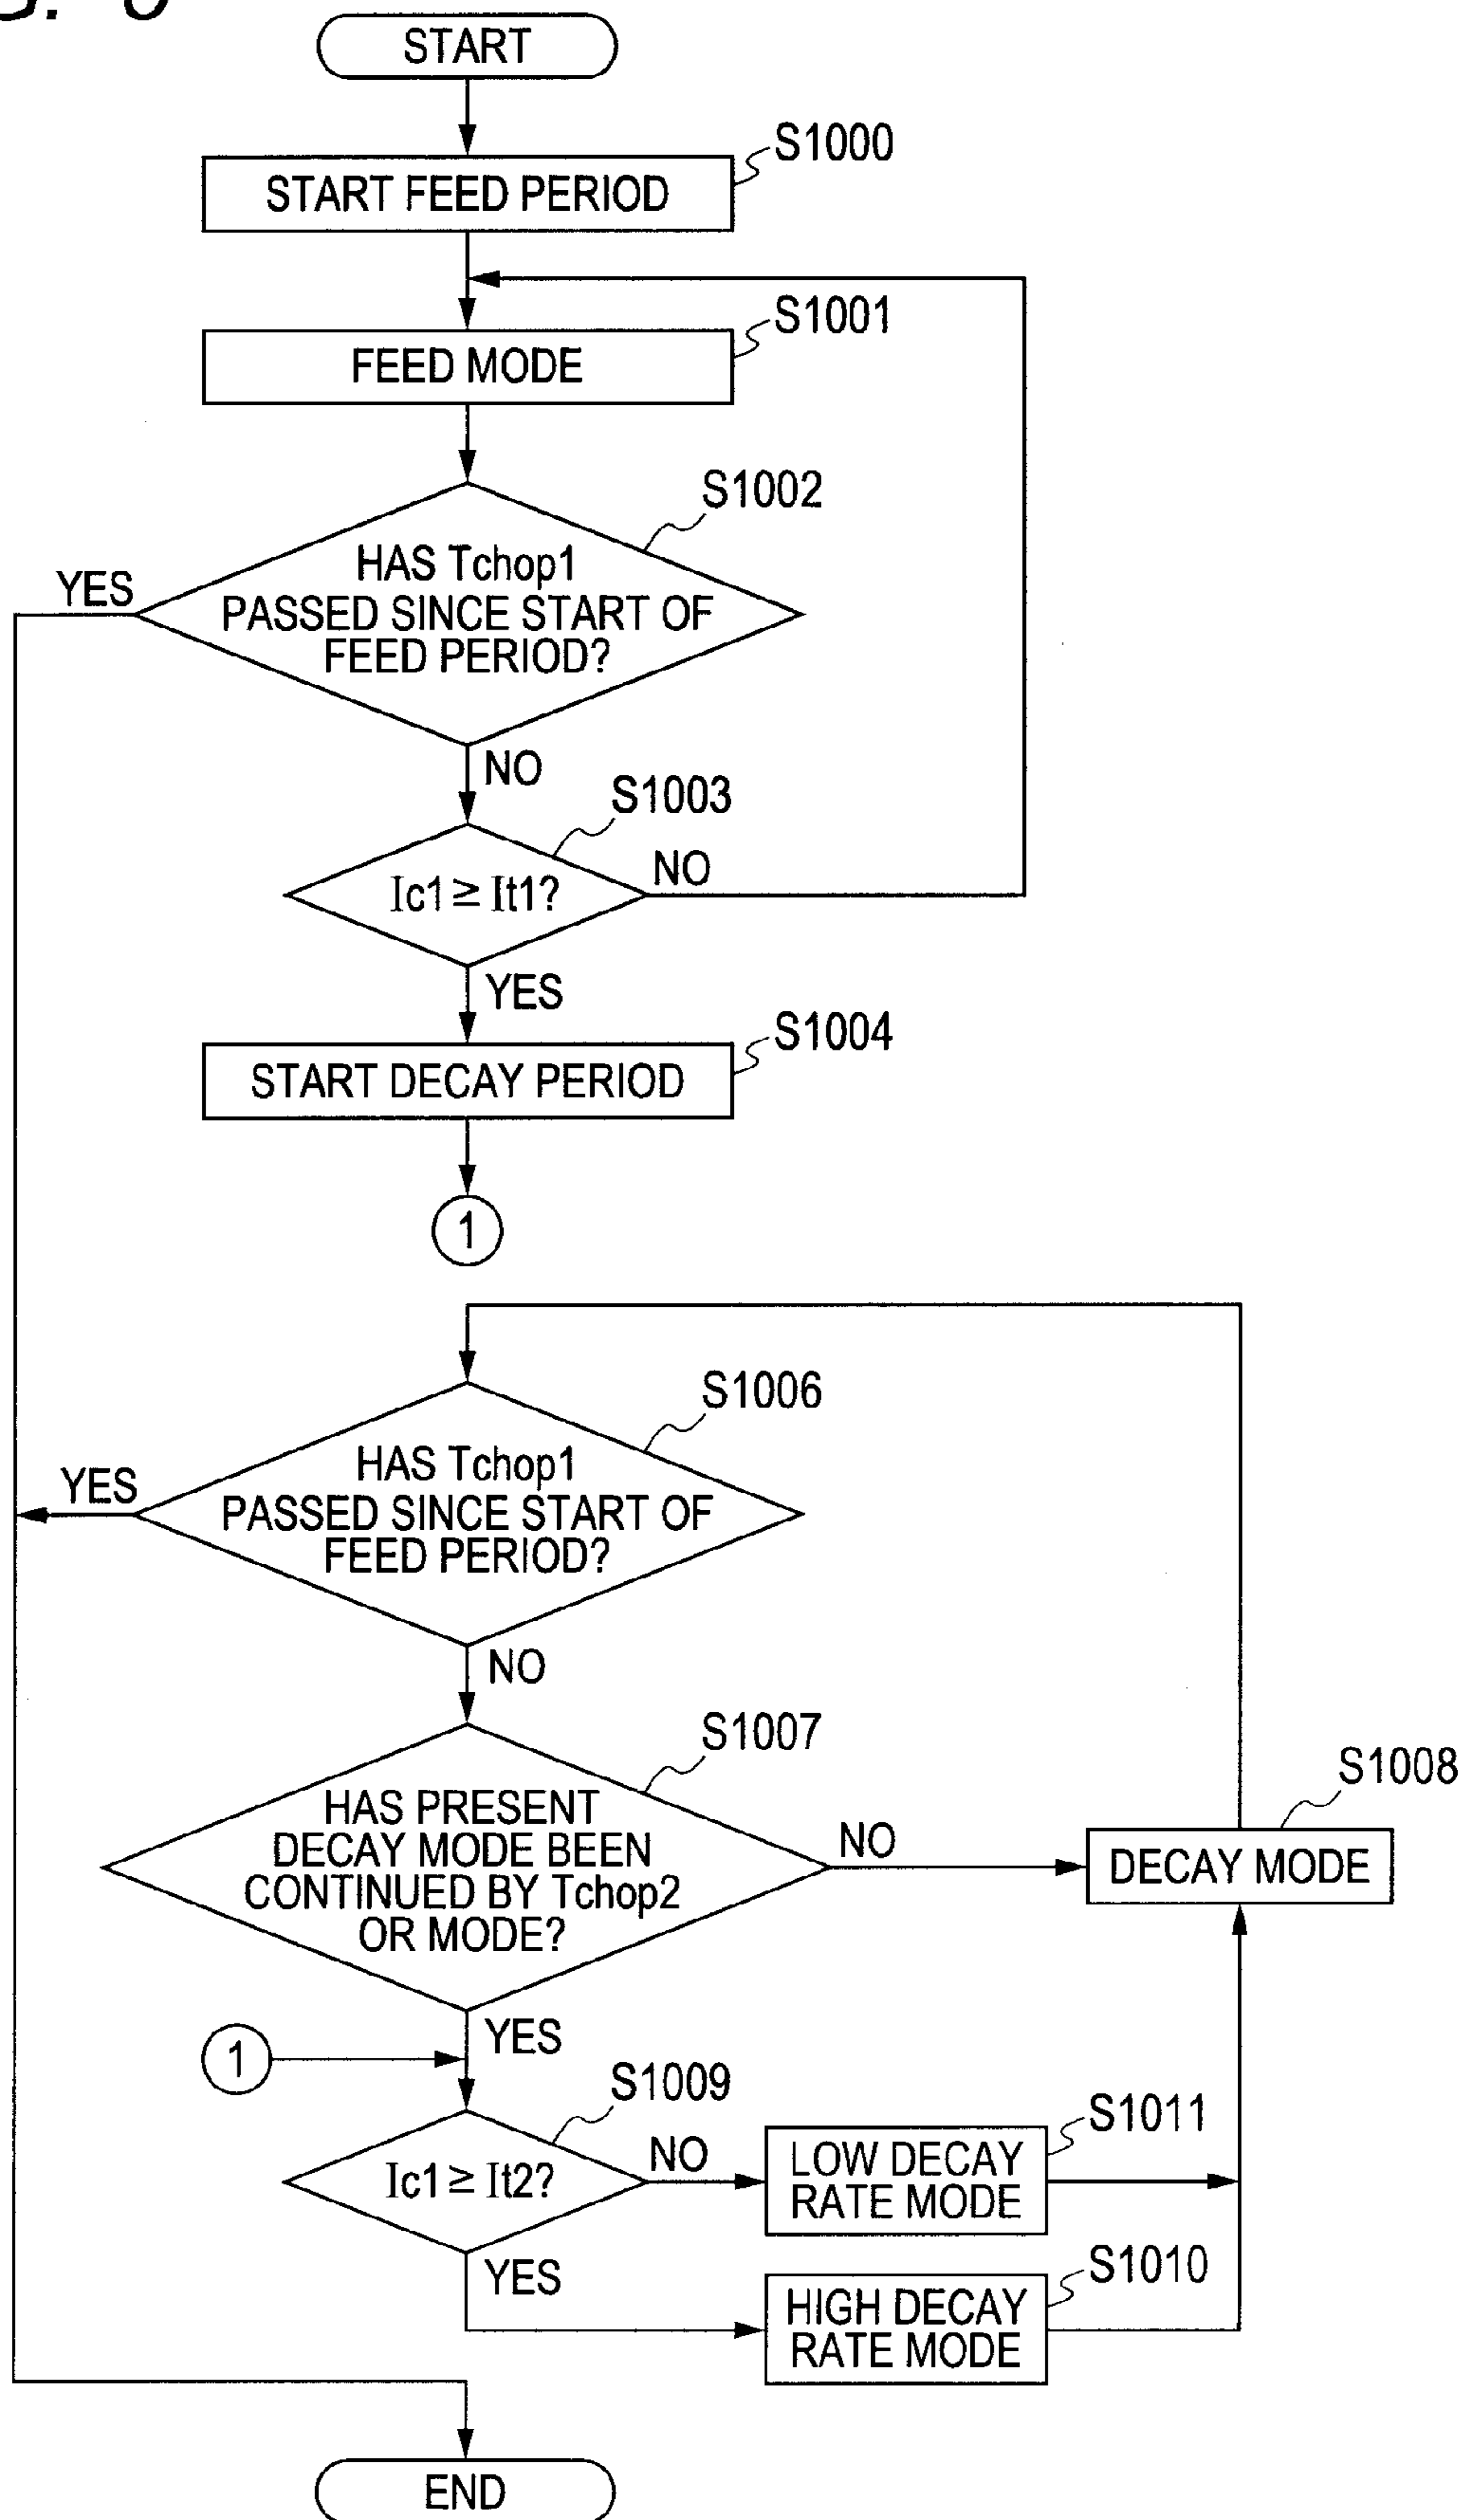 START
S1000
START FEED PERIOD
S1001
FEED MODE
S1002
HAS Tchop1
PASSED SINCE START OF
FEED PERIOD?
YES
NO
S1003
Ic1 ≥ It1?
NO
YES
S1004
START DECAY PERIOD
1
S1006
HAS Tchop1
PASSED SINCE START OF
FEED PERIOD?
YES
NO
S1007
HAS PRESENT
DECAY MODE BEEN
CONTINUED BY Tchop2
OR MODE?
NO
S1008
DECAY MODE
YES
1
S1009
Ic1 ≥ It2?
NO
S1011
LOW DECAY
RATE MODE
YES
S1010
HIGH DECAY
RATE MODE
END